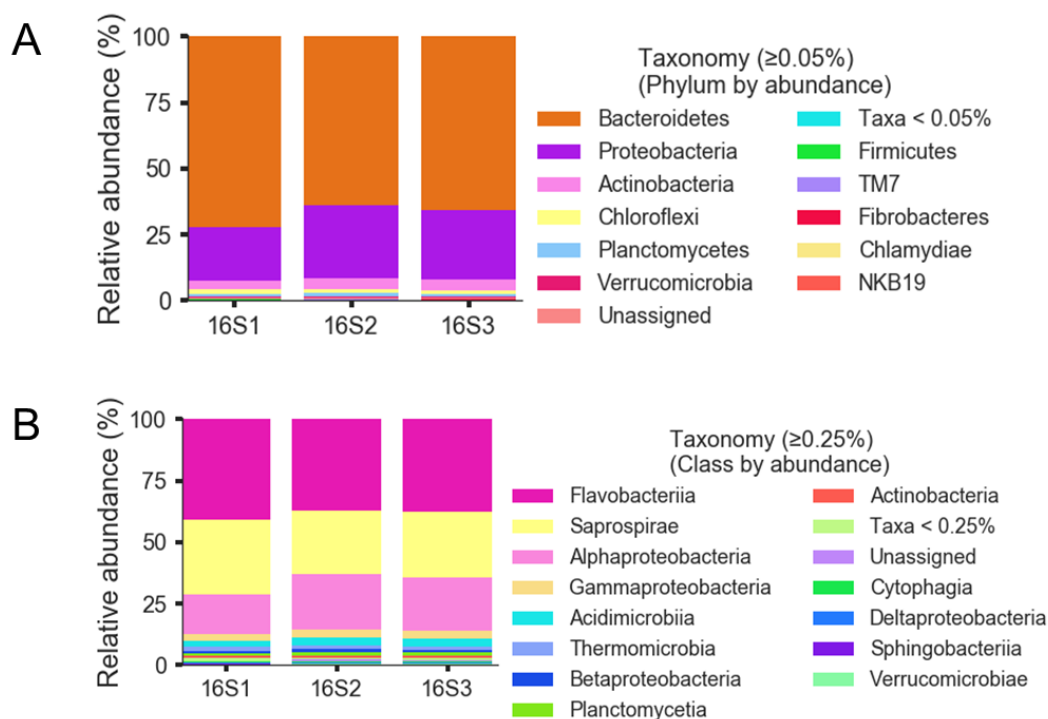 A
Relative abundance (%)
100
75
50
25
0
16S1 16S2 16S3
Taxonomy (≥0.05%)
(Phylum by abundance)
Bacteroidetes
Proteobacteria
Actinobacteria
Chloroflexi
Planctomycetes
Verrucomicrobia
Unassigned
Taxa < 0.05%
Firmicutes
TM7
Fibrobacteres
Chlamydiae
NKB19
B
Relative abundance (%)
100
75
50
25
0
16S1 16S2 16S3
Taxonomy (≥0.25%)
(Class by abundance)
Flavobacteriia
Saprospirae
Alphaproteobacteria
Gammaproteobacteria
Acidimicrobiia
Thermomicrobia
Betaproteobacteria
Planctomycetia
Actinobacteria
Taxa < 0.25%
Unassigned
Cytophagia
Deltaproteobacteria
Sphingobacteriia
Verrucomicrobiae